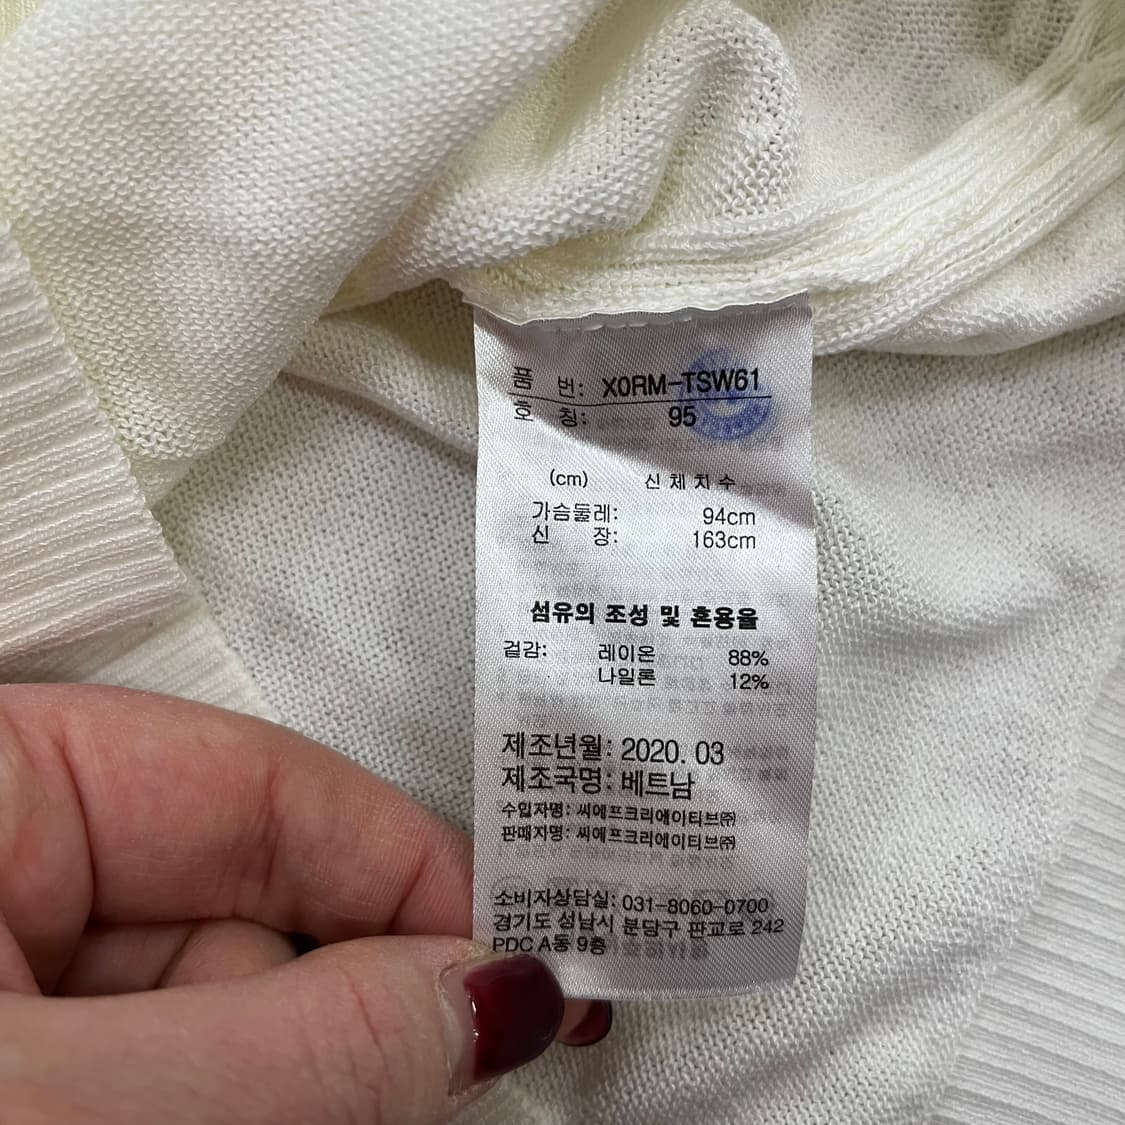 품 번: X0RM-TSW61
호 칭: 95
(cm) 신체치수
가슴둘레: 94cm
신 장: 163cm
섬유의 조성 및 혼용율
겉감: 레이온 88%
나일론 12%
제조년월: 2020. 03
제조국명: 베트남
수입자명: 씨에프크리에이티브㈜
판매자명: 씨에프크리에이티브㈜
소비자상담실: 031-8060-0700
경기도 성남시 분당구 판교로 242
PDC A동 9층